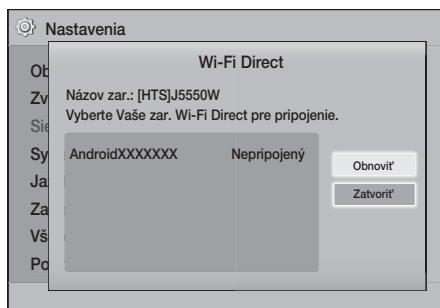 Nastavenia
Wi-Fi Direct
Názov zar.: [HTS]J5550W
Vyberte Vaše zar. Wi-Fi Direct pre pripojenie.
AndroidXXXXXXX Nepripojený
Obnoviť
Zatvoriť
Ob
Zv
Sie
Sy
Ja
Za
Vš
Po